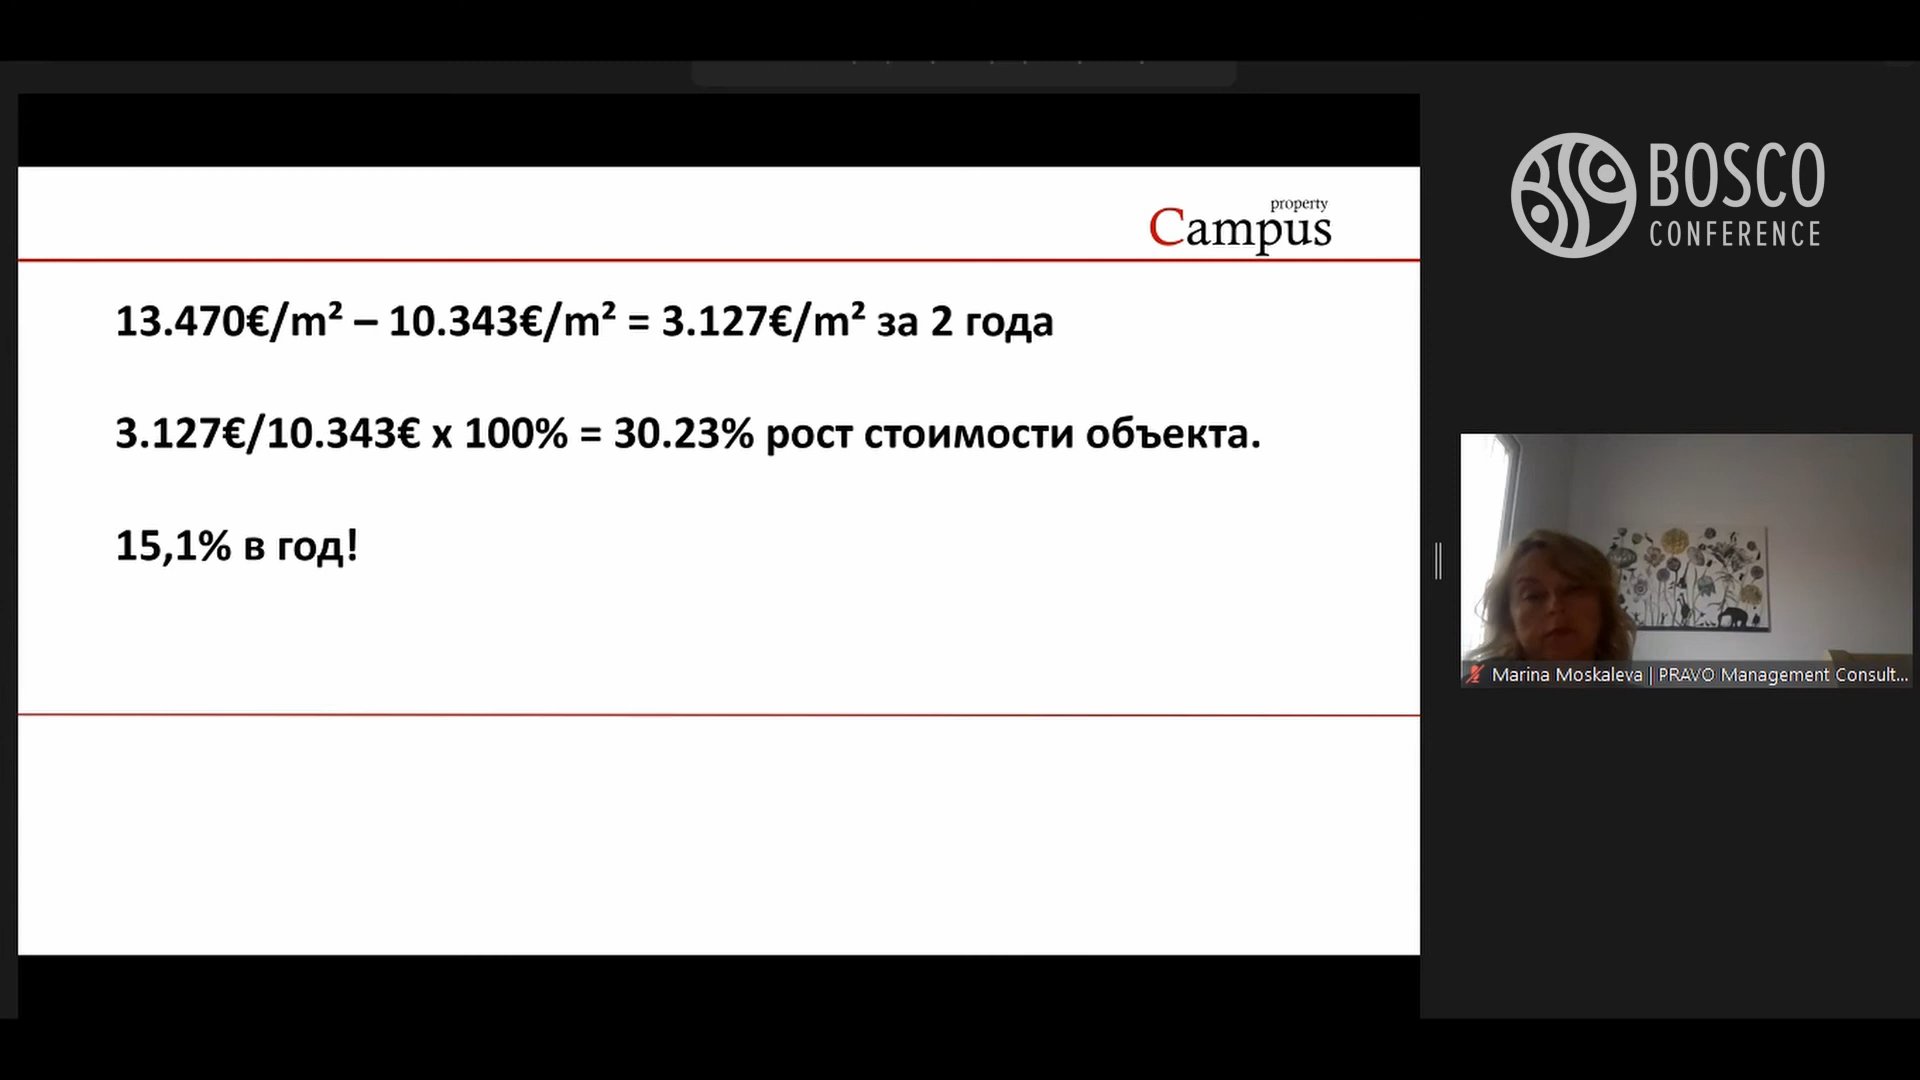 property
Campus
13.470€/m² – 10.343€/m² = 3.127€/m² за 2 года
3.127€/10.343€ x 100% = 30.23% рост стоимости объекта.
15,1% в год!
BOSCO
CONFERENCE
Marina Moskaleva | PRAVO Management Consult...